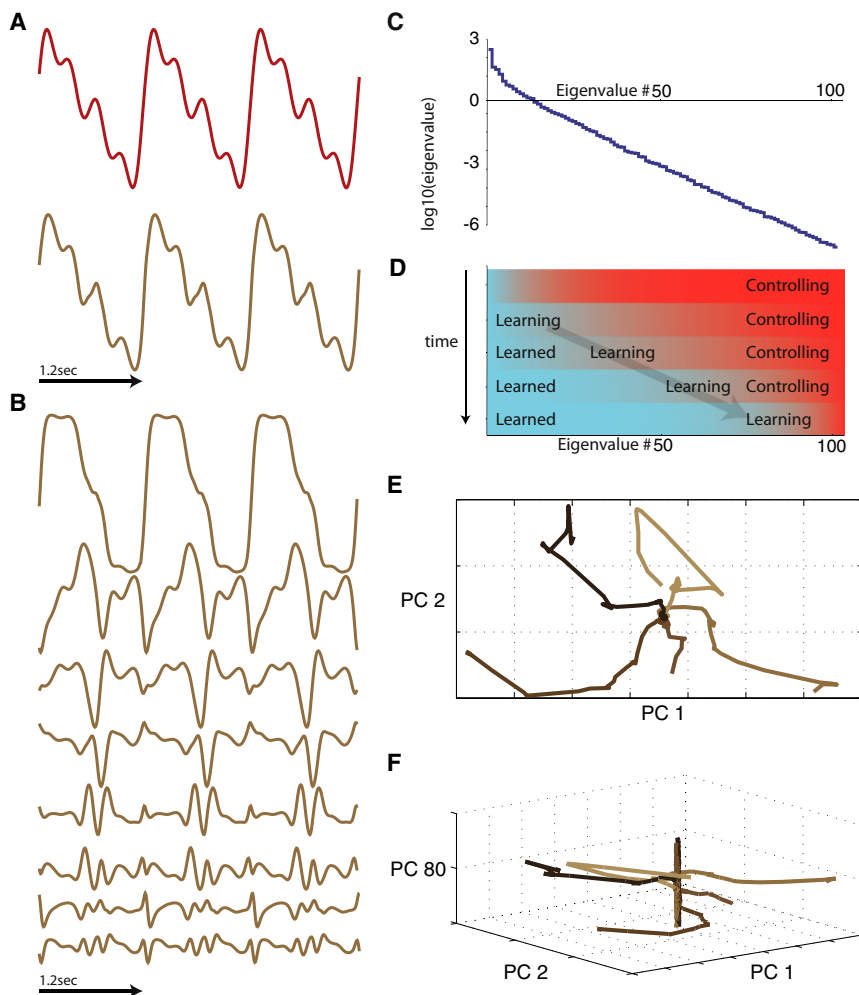 A
1.2sec
B
1.2sec
C
3
0
-3
-6
log10(eigenvalue)
Eigenvalue #50
100
D
time
Controlling
Learning Controlling
Learned Learning Controlling
Learned Learning Controlling
Learned Learning
Eigenvalue #50
100
E
PC 2
PC 1
F
PC 80
PC 2
PC 1